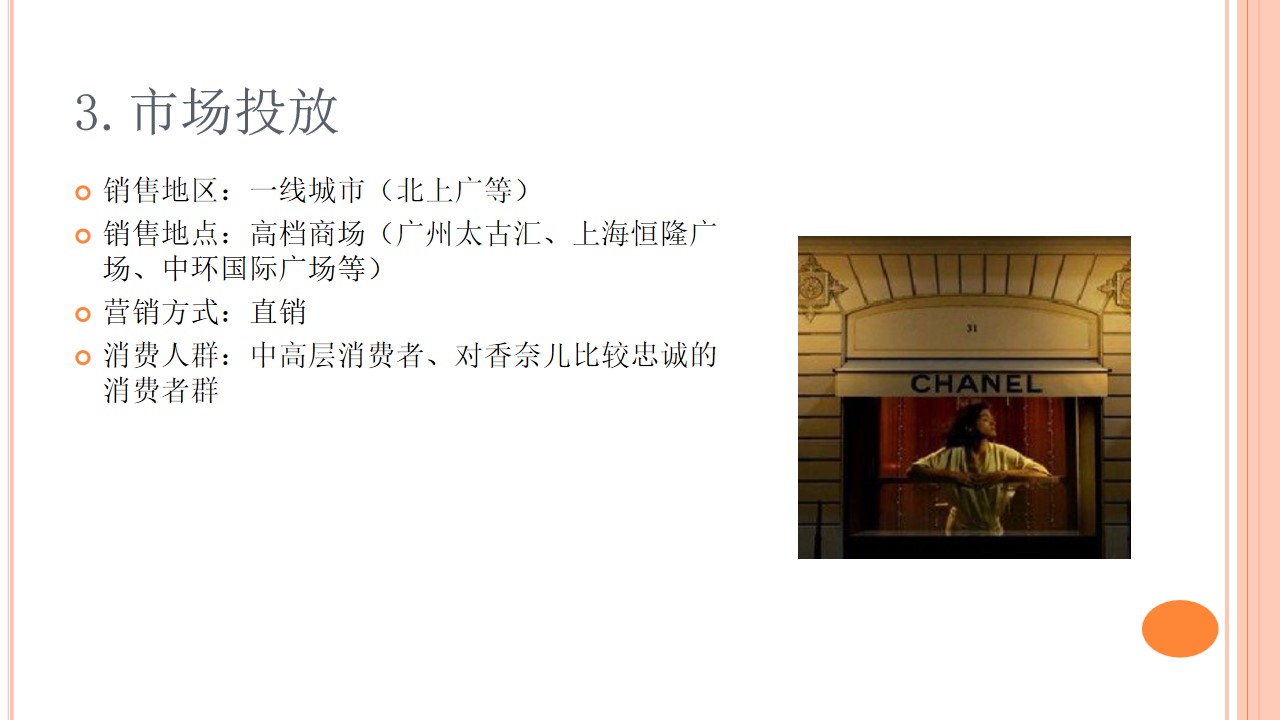 3.市场投放
销售地区：一线城市（北上广等）
销售地点：高档商场（广州太古汇、上海恒隆广
场、中环国际广场等）
营销方式：直销
消费人群：中高层消费者、对香奈儿比较忠诚的
消费者群
31
CHANEL